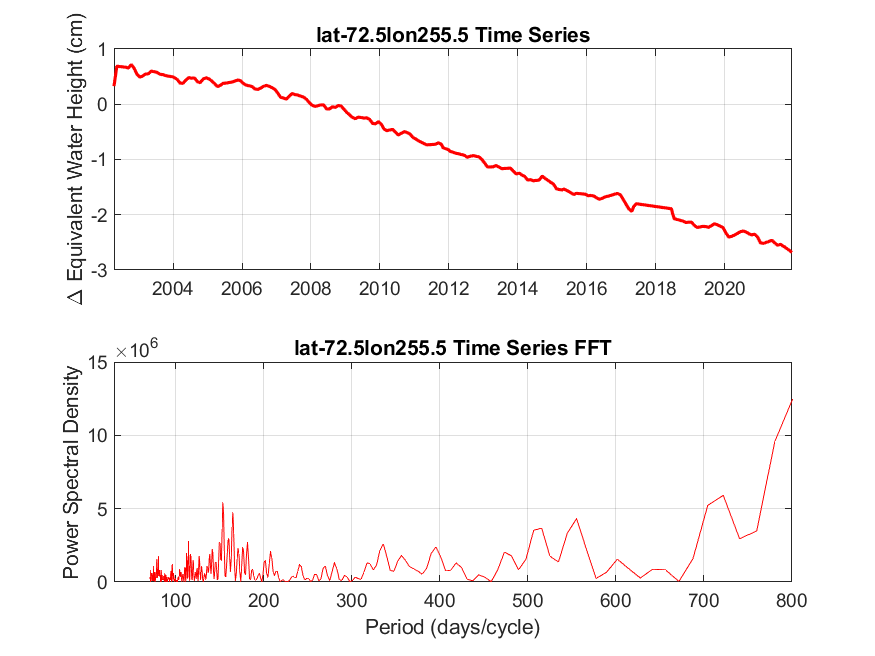 lat-72.5lon255.5 Time Series
Δ Equivalent Water Height (cm)
1
0
-1
-2
-3
2004 2006 2008 2010 2012 2014 2016 2018 2020
lat-72.5lon255.5 Time Series FFT
×10⁶
Power Spectral Density
15
10
5
0
100 200 300 400 500 600 700 800
Period (days/cycle)